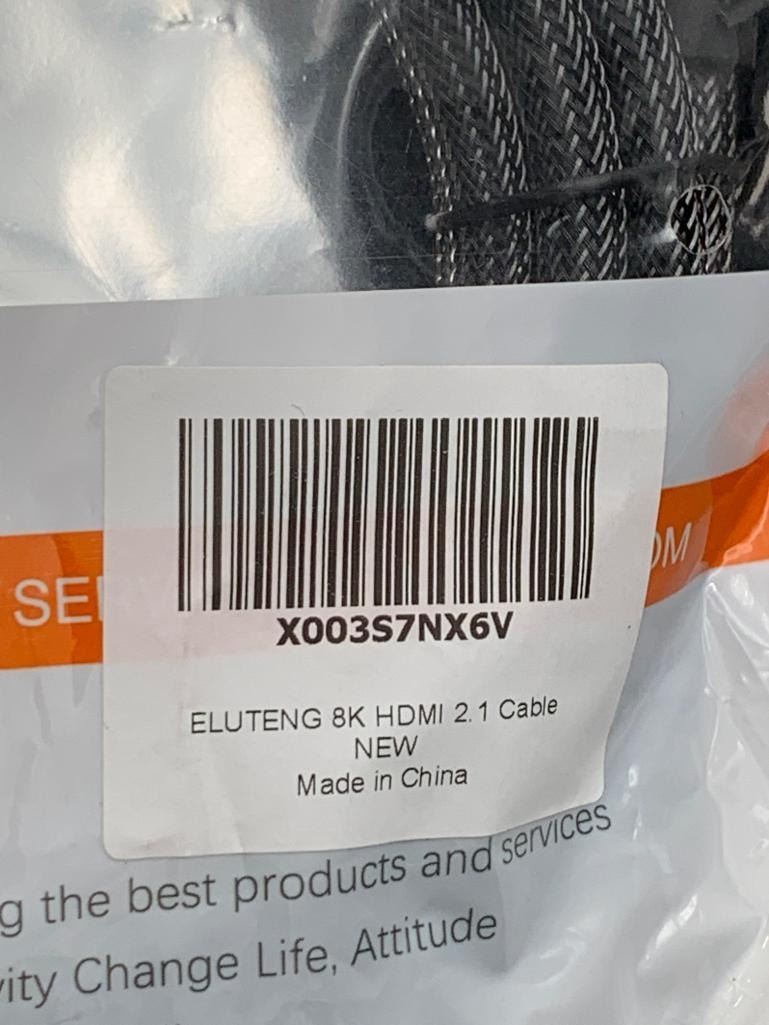 SE
OM
X003S7NX6V
ELUTENG 8K HDMI 2.1 Cable
NEW
Made in China
g the best products and services
vity Change Life, Attitude